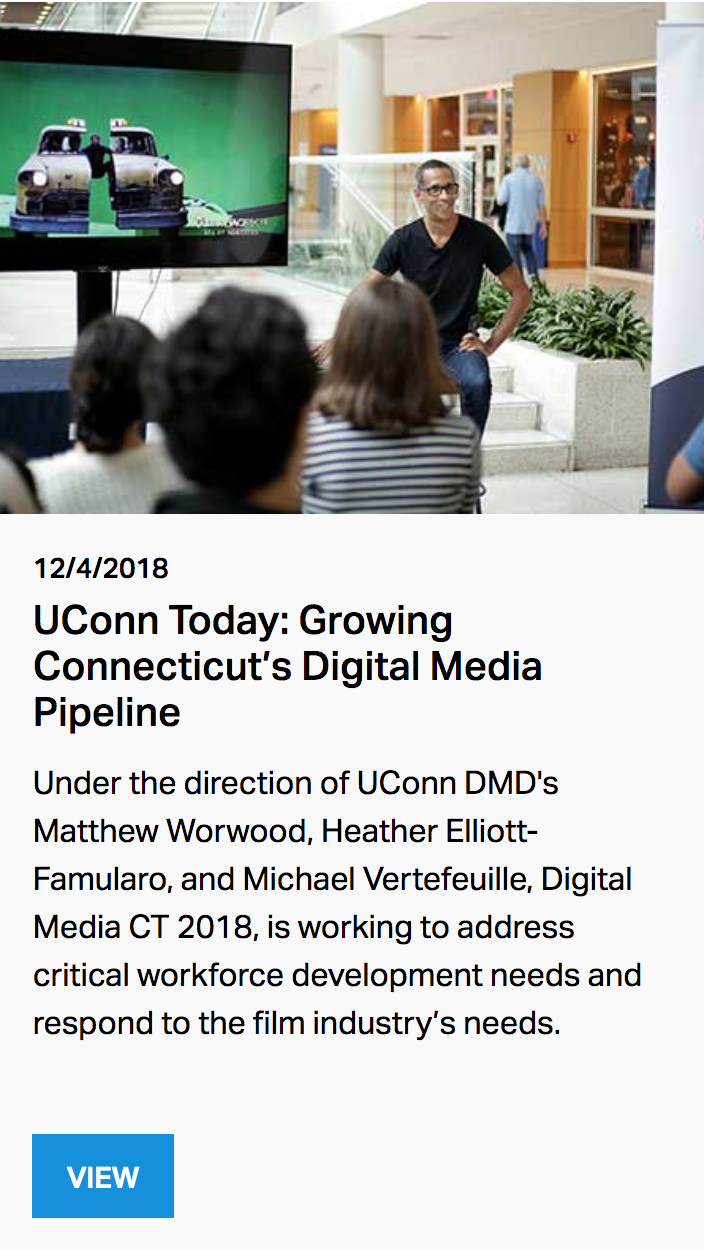 12/4/2018
UConn Today: Growing
Connecticut’s Digital Media
Pipeline
Under the direction of UConn DMD's
Matthew Worwood, Heather Elliott-
Famularo, and Michael Vertefeuille, Digital
Media CT 2018, is working to address
critical workforce development needs and
respond to the film industry’s needs.
VIEW